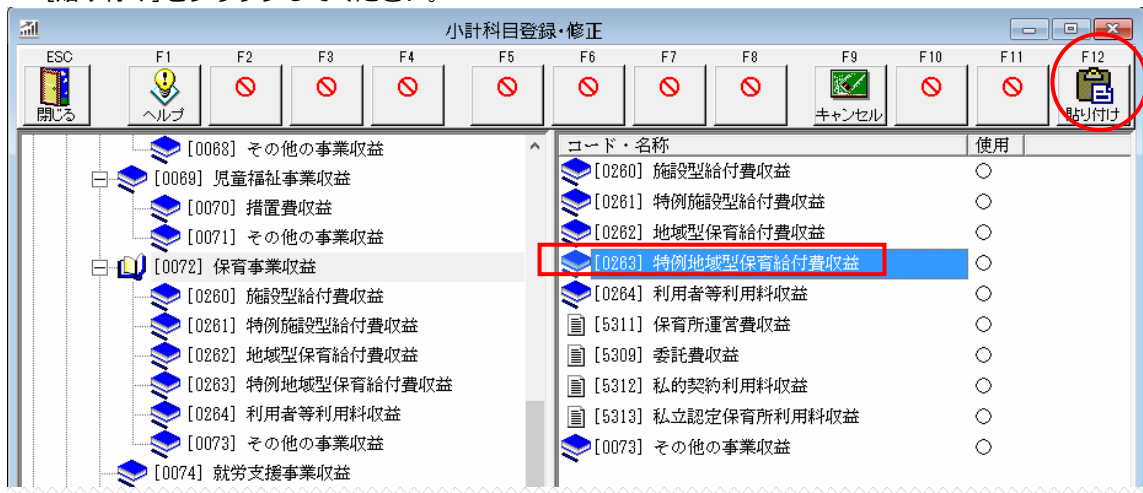 [貼り付け]をクリックしてください。
小計科目登録・修正
ESC F1 F2 F3 F4 F5 F6 F7 F8 F9 F10 F11 F12
閉じる ヘルプ キャンセル 貼り付け
[0068] その他の事業収益
[0069] 児童福祉事業収益
[0070] 措置費収益
[0071] その他の事業収益
[0072] 保育事業収益
[0260] 施設型給付費収益
[0261] 特例施設型給付費収益
[0262] 地域型保育給付費収益
[0263] 特例地域型保育給付費収益
[0264] 利用者等利用料収益
[0073] その他の事業収益
[0074] 就労支援事業収益
コード・名称 使用
[0260] 施設型給付費収益 ○
[0261] 特例施設型給付費収益 ○
[0262] 地域型保育給付費収益 ○
[0263] 特例地域型保育給付費収益 ○
[0264] 利用者等利用料収益 ○
[5311] 保育所運営費収益 ○
[5309] 委託費収益 ○
[5312] 私的契約利用料収益 ○
[5313] 私立認定保育所利用料収益 ○
[0073] その他の事業収益 ○